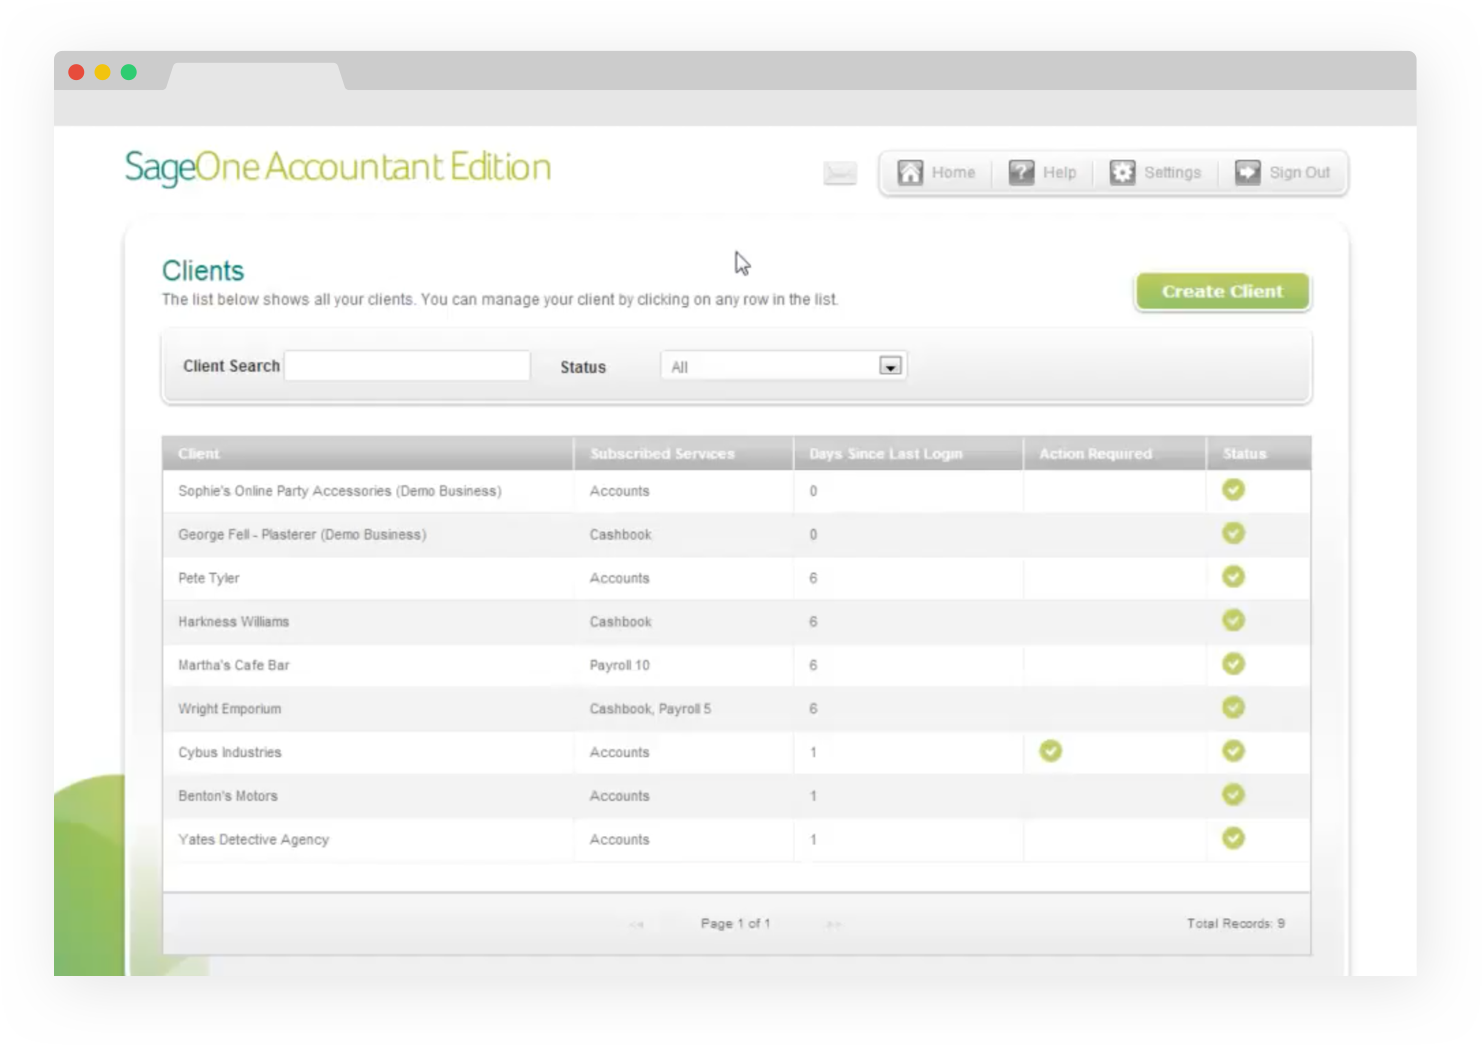 SageOne Accountant Edition
Home Help Settings Sign Out
Clients
The list below shows all your clients. You can manage your client by clicking on any row in the list.
Create Client
Client Search Status All
Client Subscribed Services Days Since Last Login Action Required Status
Sophie's Online Party Accessories (Demo Business) Accounts 0
George Fell - Plasterer (Demo Business) Cashbook 0
Pete Tyler Accounts 6
Harkness Williams Cashbook 6
Martha's Cafe Bar Payroll 10 6
Wright Emporium Cashbook, Payroll 5 6
Cybus Industries Accounts 1
Benton's Motors Accounts 1
Yates Detective Agency Accounts 1
<< Page 1 of 1 >> Total Records: 9